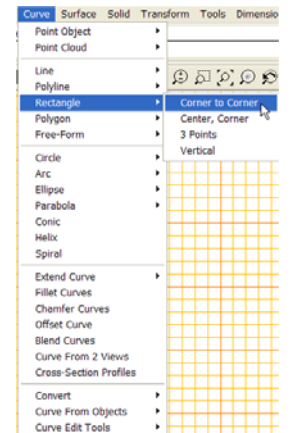 Curve Surface Solid Transform Tools Dimensio
Point Object
Point Cloud
Line
Polyline
Rectangle
Corner to Corner
Center, Corner
3 Points
Vertical
Polygon
Free-Form
Circle
Arc
Ellipse
Parabola
Conic
Helix
Spiral
Extend Curve
Fillet Curves
Chamfer Curves
Offset Curve
Blend Curves
Curve From 2 Views
Cross-Section Profiles
Convert
Curve From Objects
Curve Edit Tools